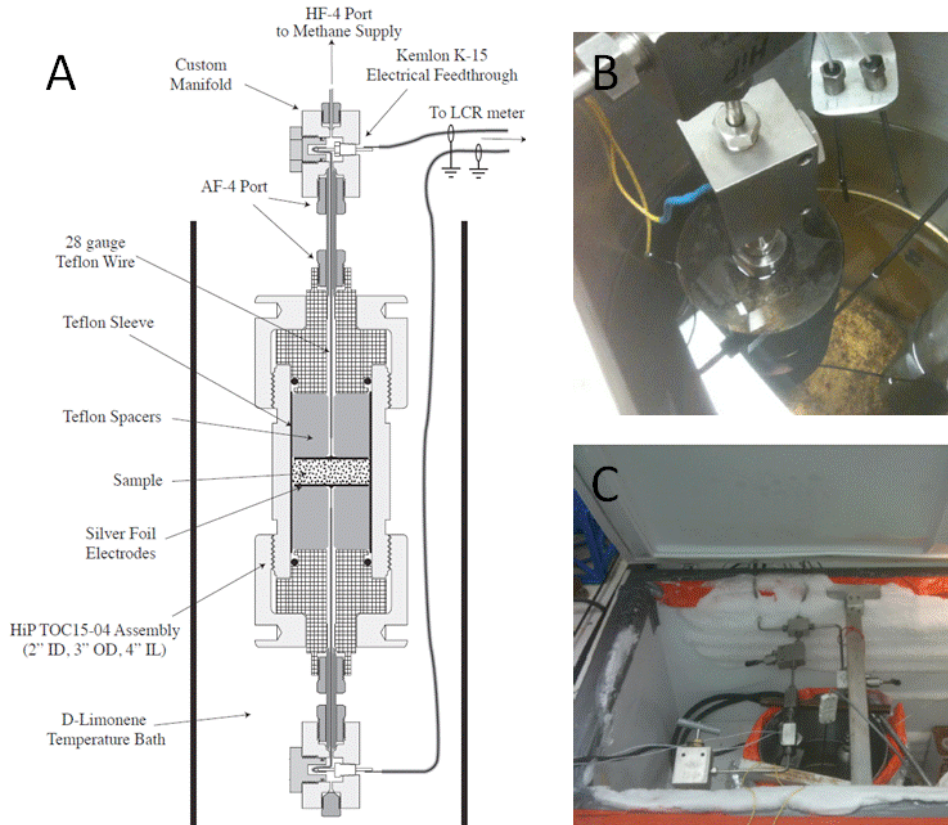 A
HF-4 Port
to Methane Supply
Custom
Manifold
Kemlon K-15
Electrical Feedthrough
To LCR meter
AF-4 Port
28 gauge
Teflon Wire
Teflon Sleeve
Teflon Spacers
Sample
Silver Foil
Electrodes
HiP TOC15-04 Assembly
(2” ID, 3” OD, 4” IL)
D-Limonene
Temperature Bath
B
HiP
C